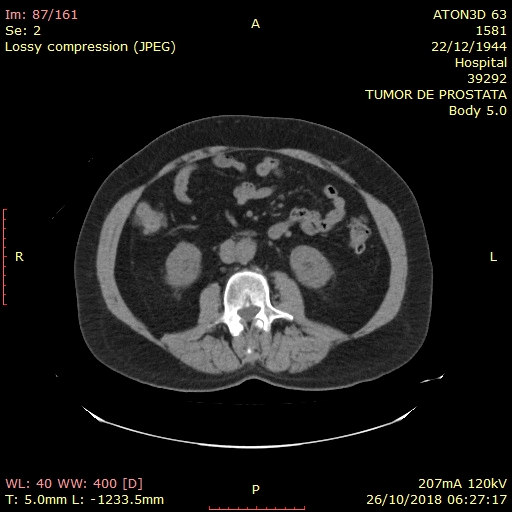 Im: 87/161
Se: 2
Lossy compression (JPEG)
A
ATON3D 63
1581
22/12/1944
Hospital
39292
TUMOR DE PROSTATA
Body 5.0
R
L
WL: 40 WW: 400 [D]
T: 5.0mm L: -1233.5mm
P
207mA 120kV
26/10/2018 06:27:17